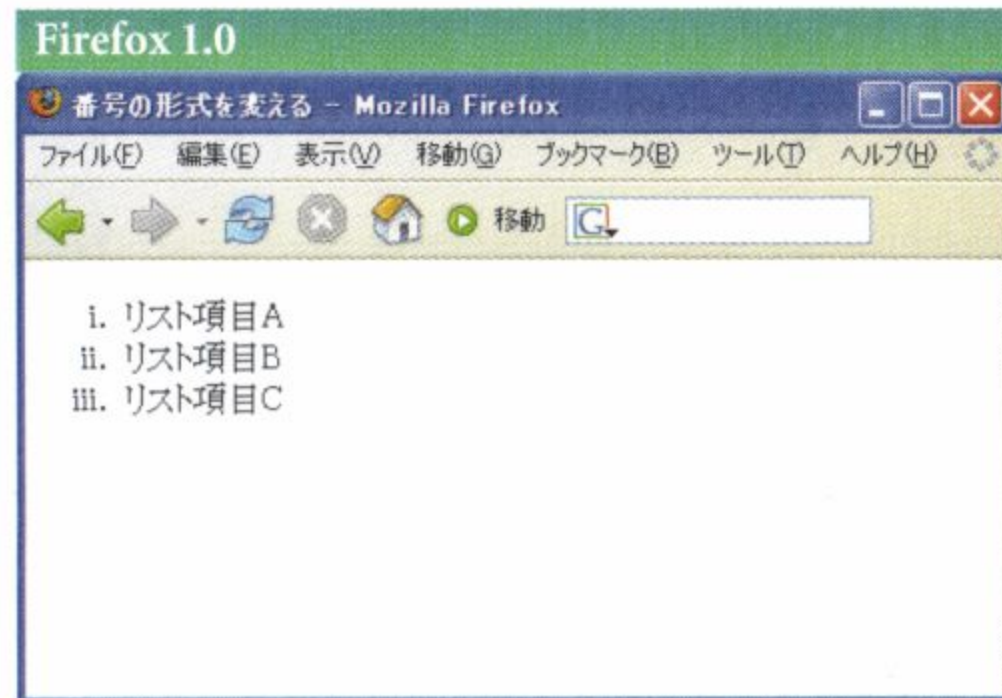 Firefox 1.0
番号の形式を変える - Mozilla Firefox
ファイル(F) 編集(E) 表示(V) 移動(G) ブックマーク(B) ツール(T) ヘルプ(H)
移動 G
i. リスト項目A
ii. リスト項目B
iii. リスト項目C